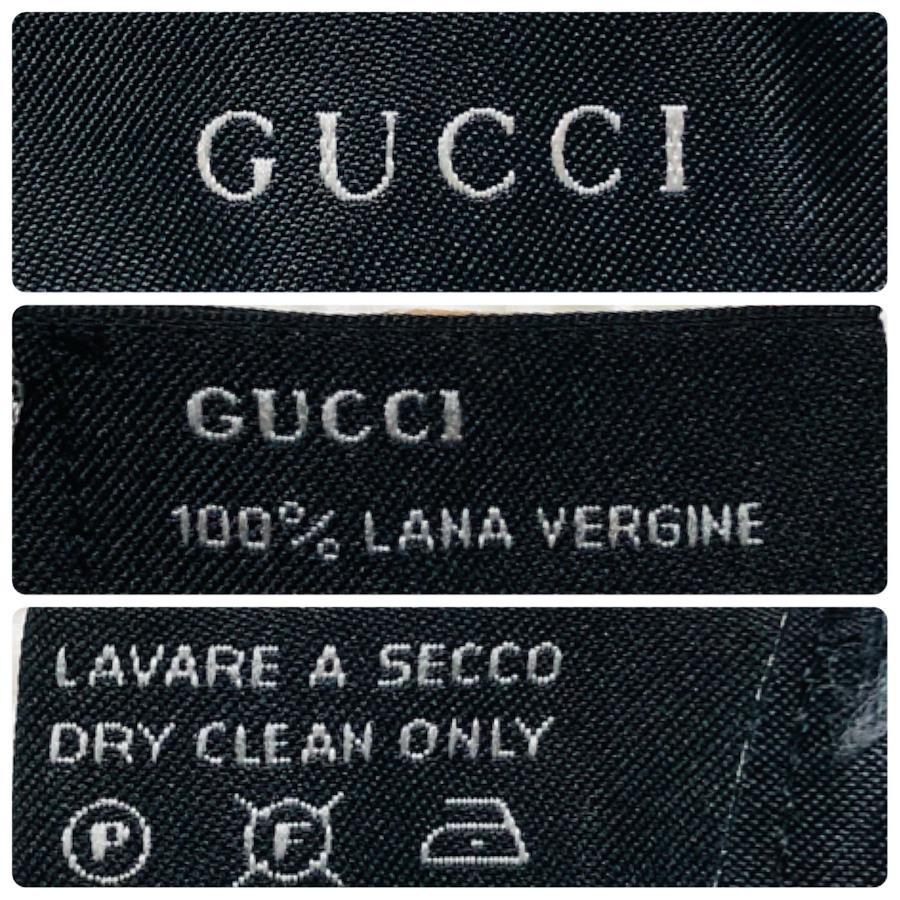 GUCCI
GUCCI
100% LANA VERGINE
LAVARE A SECCO
DRY CLEAN ONLY
P F